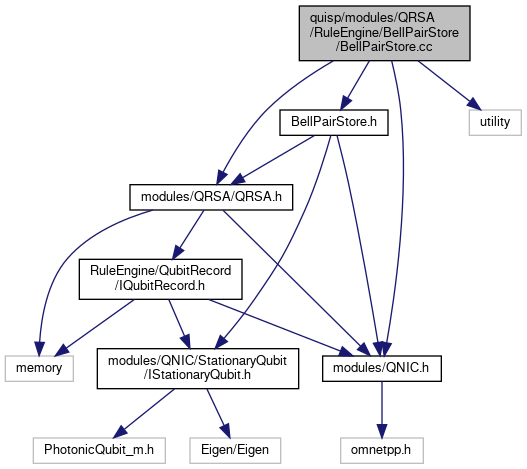 quisp/modules/QRSA
/RuleEngine/BellPairStore
/BellPairStore.cc
BellPairStore.h
utility
modules/QRSA/QRSA.h
RuleEngine/QubitRecord
/IQubitRecord.h
memory
modules/QNIC/StationaryQubit
/IStationaryQubit.h
modules/QNIC.h
PhotonicQubit_m.h
Eigen/Eigen
omnetpp.h